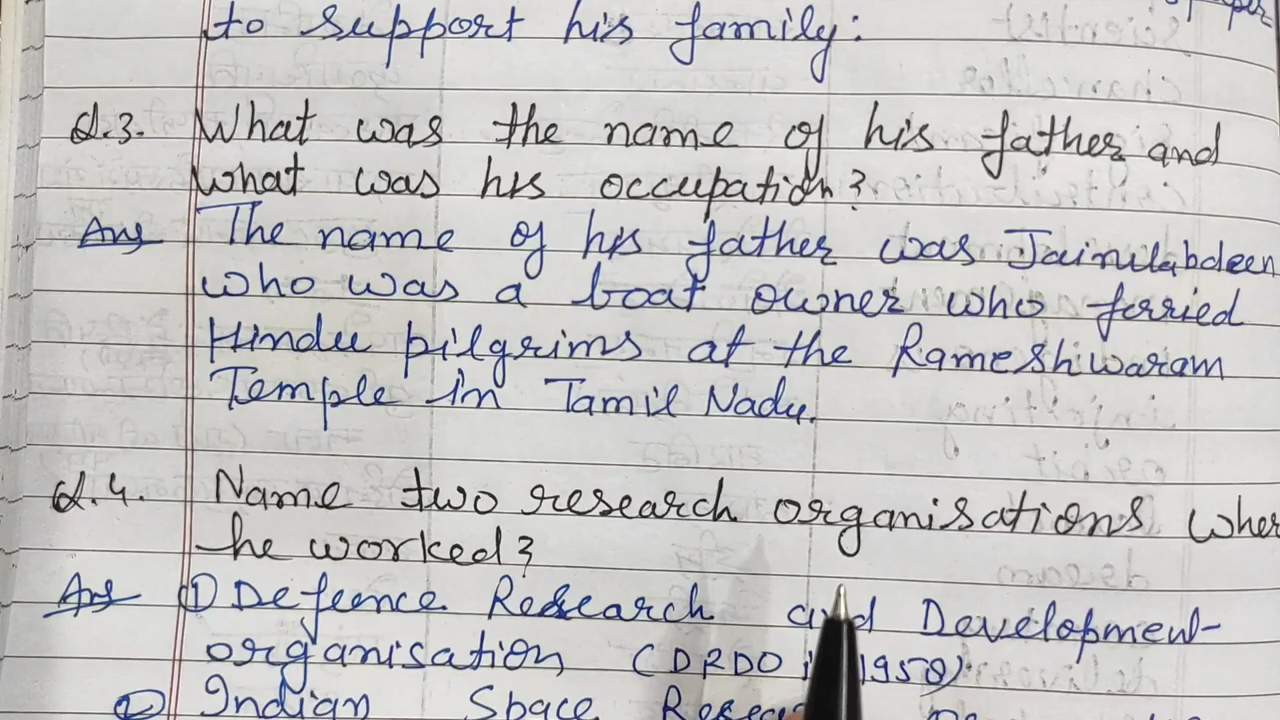 to support his family:
Q.3. What was the name of his father and
what was his occupation?
Ans The name of his father was Jainulabdeen
who was a boat owner who ferried
Hindu pilgrims at the Rameshwaram
Temple in Tamil Nadu.
Q.4. Name two research organisations wher
he worked?
Ans ① Defence Research and Development
organisation (DRDO 1958)
② Indian Space